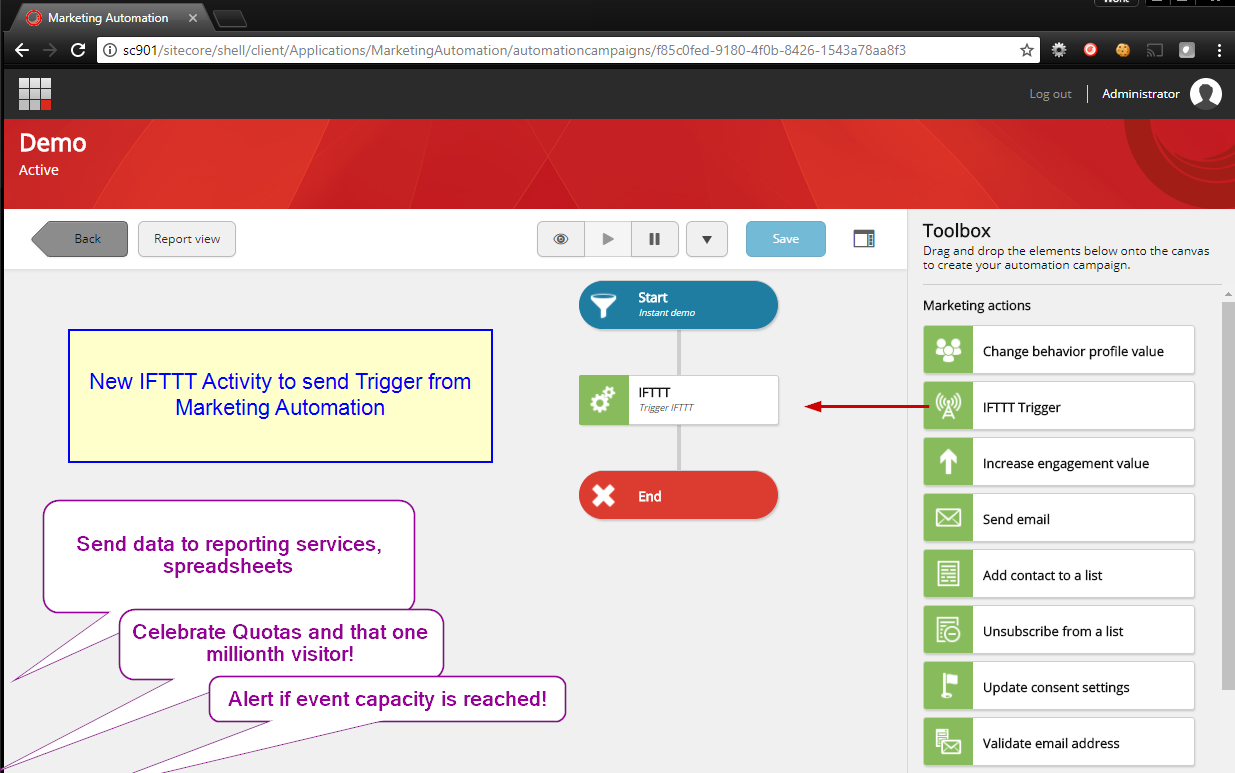 Work
Marketing Automation
sc901/sitecore/shell/client/Applications/MarketingAutomation/automationcampaigns/f85c0fed-9180-4f0b-8426-1543a78aa8f3
Log out
Administrator
Demo
Active
Back
Report view
Save
Toolbox
Drag and drop the elements below onto the canvas
to create your automation campaign.
Marketing actions
Change behavior profile value
IFTTT Trigger
Increase engagement value
Send email
Add contact to a list
Unsubscribe from a list
Update consent settings
Validate email address
Start
Instant demo
IFTTT
Trigger IFTTT
End
New IFTTT Activity to send Trigger from
Marketing Automation
Send data to reporting services,
spreadsheets
Celebrate Quotas and that one
millionth visitor!
Alert if event capacity is reached!